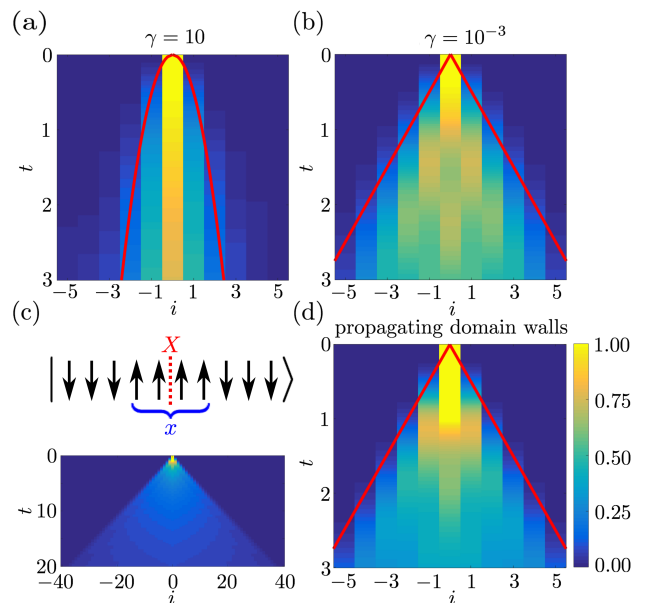 (a) γ = 10
0
1
2
3
t
−5 −3 −1 1 3 5
i
(b) γ = 10⁻³
0
1
2
3
t
−5 −3 −1 1 3 5
i
(c)
X
x
0
10
20
t
−40 −20 0 20 40
i
(d) propagating domain walls
0
1
2
3
t
−5 −3 −1 1 3 5
i
1.00
0.75
0.50
0.25
0.00